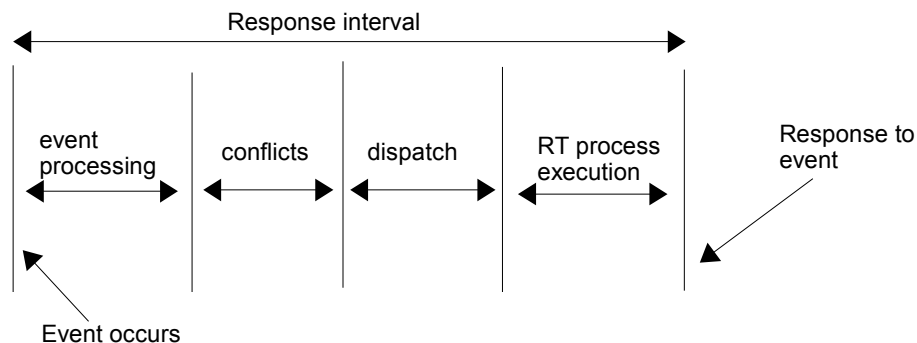 Response interval
event
processing
conflicts
dispatch
RT process
execution
Response to
event
Event occurs